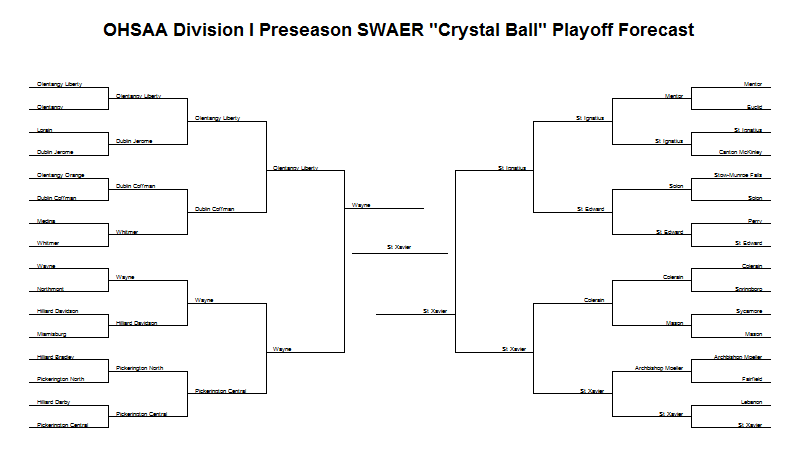 OHSAA Division I Preseason SWAER "Crystal Ball" Playoff Forecast
Olentangy Liberty
Olentangy
Lorain
Dublin Jerome
Olentangy Orange
Dublin Coffman
Medina
Whitmer
Wayne
Northmont
Hilliard Davidson
Miamisburg
Hilliard Bradley
Pickerington North
Hilliard Darby
Pickerington Central
Olentangy Liberty
Dublin Jerome
Dublin Coffman
Whitmer
Wayne
Hilliard Davidson
Pickerington North
Pickerington Central
Olentangy Liberty
Dublin Coffman
Wayne
Pickerington Central
Olentangy Liberty
Wayne
Wayne
St. Xavier
St. Xavier
St. Ignatius
St. Xavier
St. Ignatius
St. Edward
Colerain
St. Xavier
Mentor
St. Ignatius
Solon
St. Edward
Colerain
Mason
Archbishop Moeller
St. Xavier
Mentor
Euclid
St. Ignatius
Canton McKinley
Stow-Munroe Falls
Solon
Perry
St. Edward
Colerain
Springboro
Sycamore
Mason
Archbishop Moeller
Fairfield
Lebanon
St. Xavier